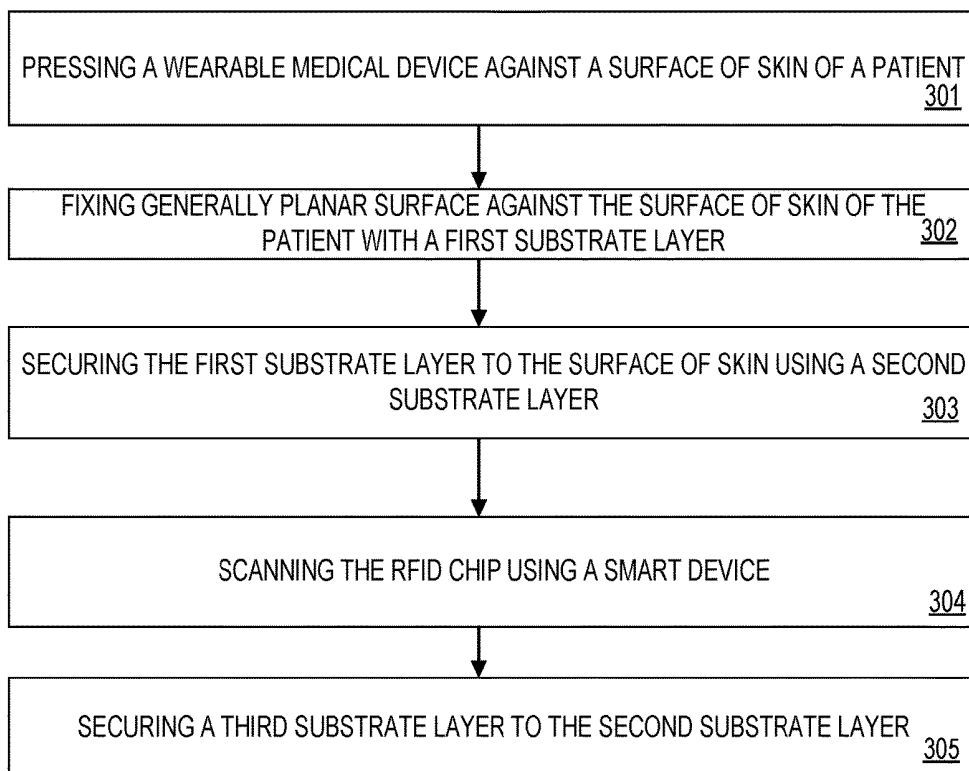 PRESSING A WEARABLE MEDICAL DEVICE AGAINST A SURFACE OF SKIN OF A PATIENT
301
FIXING GENERALLY PLANAR SURFACE AGAINST THE SURFACE OF SKIN OF THE
PATIENT WITH A FIRST SUBSTRATE LAYER
302
SECURING THE FIRST SUBSTRATE LAYER TO THE SURFACE OF SKIN USING A SECOND
SUBSTRATE LAYER
303
SCANNING THE RFID CHIP USING A SMART DEVICE
304
SECURING A THIRD SUBSTRATE LAYER TO THE SECOND SUBSTRATE LAYER
305